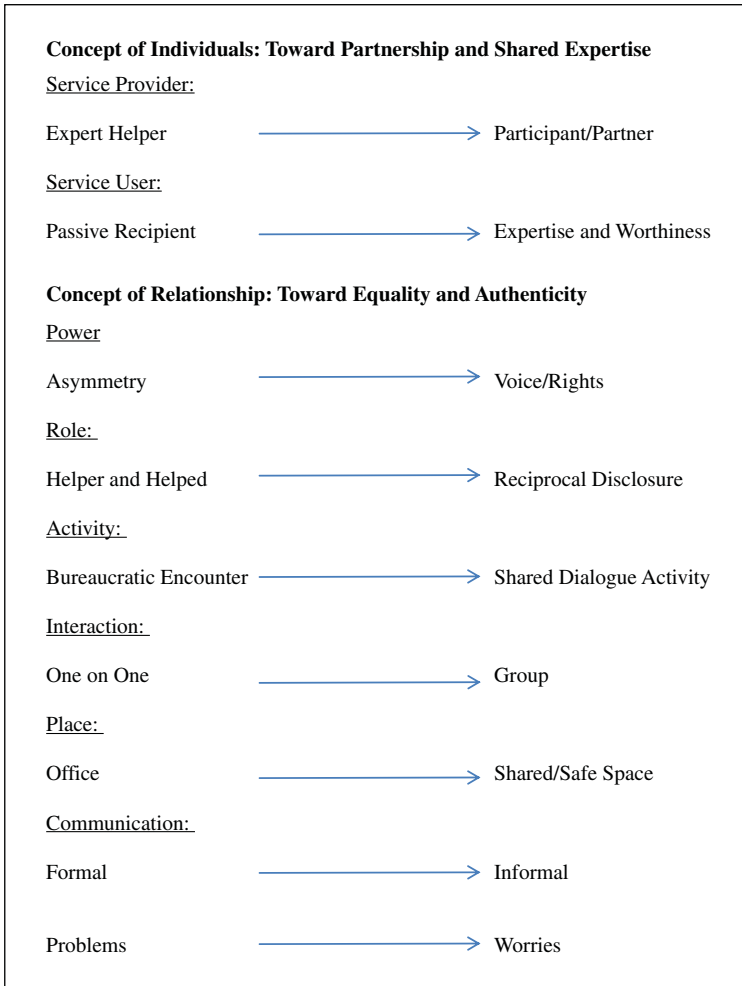 Concept of Individuals: Toward Partnership and Shared Expertise
Service Provider:
Expert Helper Participant/Partner
Service User:
Passive Recipient Expertise and Worthiness
Concept of Relationship: Toward Equality and Authenticity
Power
Asymmetry Voice/Rights
Role:
Helper and Helped Reciprocal Disclosure
Activity:
Bureaucratic Encounter Shared Dialogue Activity
Interaction:
One on One Group
Place:
Office Shared/Safe Space
Communication:
Formal Informal
Problems Worries